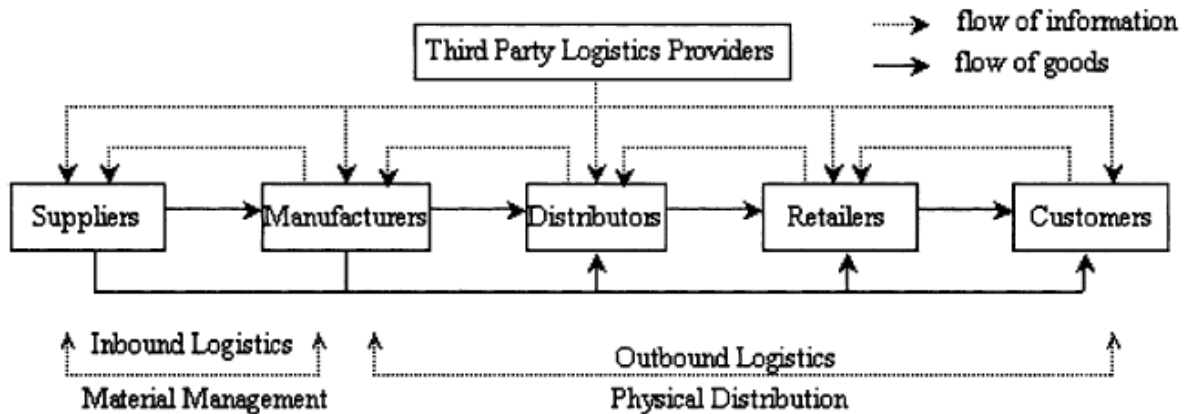 flow of information
Third Party Logistics Providers
flow of goods
Suppliers Manufacturers Distributors Retailers Customers
Inbound Logistics
Outbound Logistics
Material Management
Physical Distribution